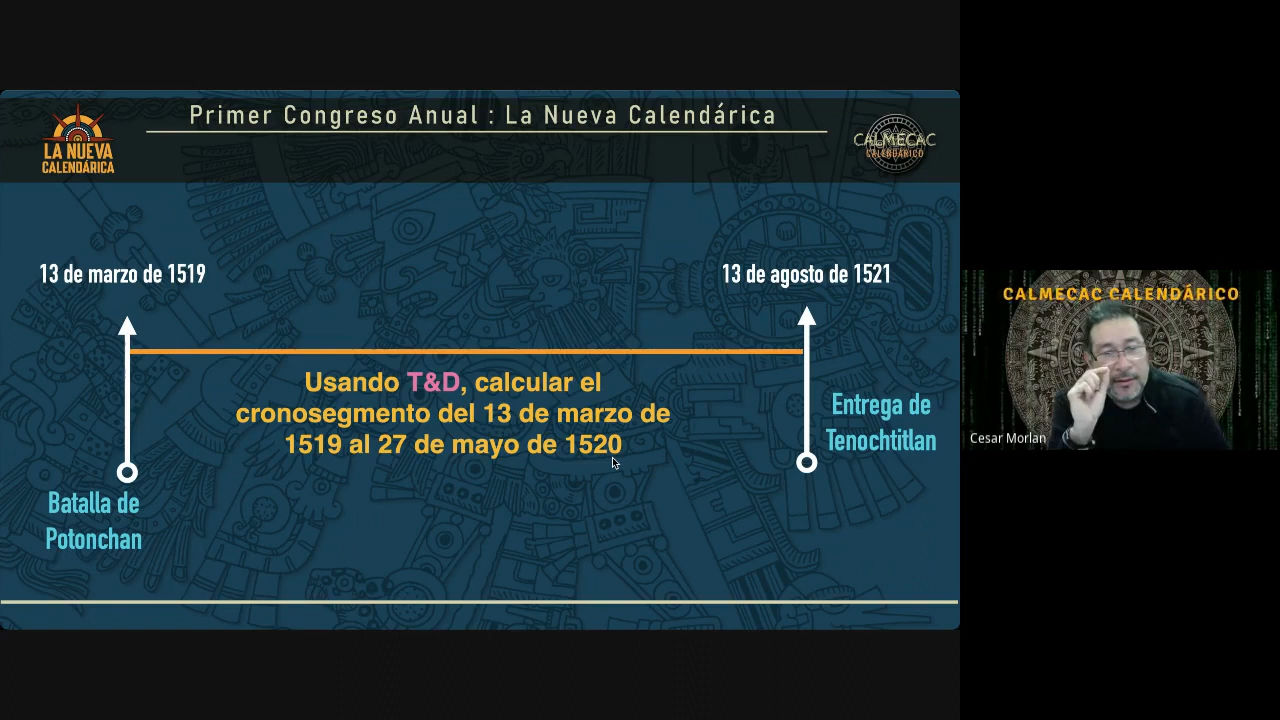 Primer Congreso Anual : La Nueva Calendárica
LA NUEVA
CALENDÁRICA
CALMECAC
CALENDÁRICO
13 de marzo de 1519
13 de agosto de 1521
Usando T&D, calcular el
cronosegmento del 13 de marzo de
1519 al 27 de mayo de 1520
Entrega de
Tenochtitlan
Batalla de
Potonchan
CALMECAC CALENDÁRICO
Cesar Morlan